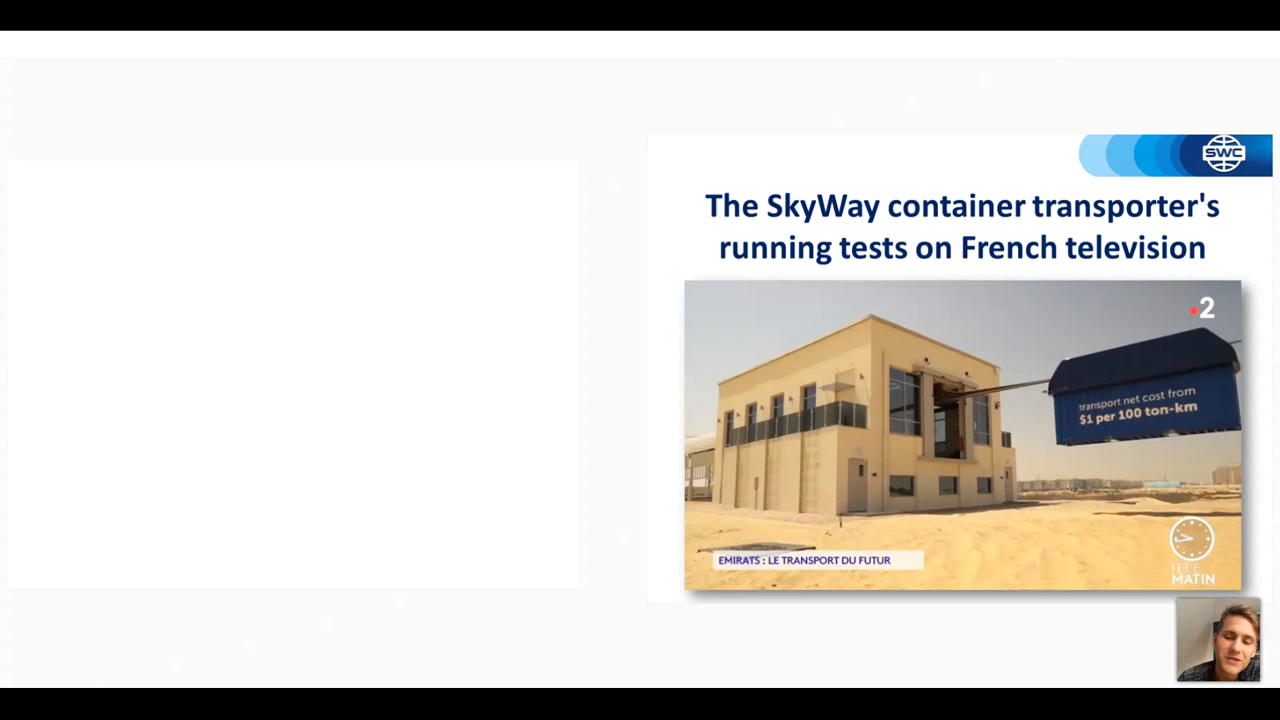 SWC
The SkyWay container transporter's
running tests on French television
2
transport net cost from
$1 per 100 ton-km
EMIRATS : LE TRANSPORT DU FUTUR
TELE
MATIN